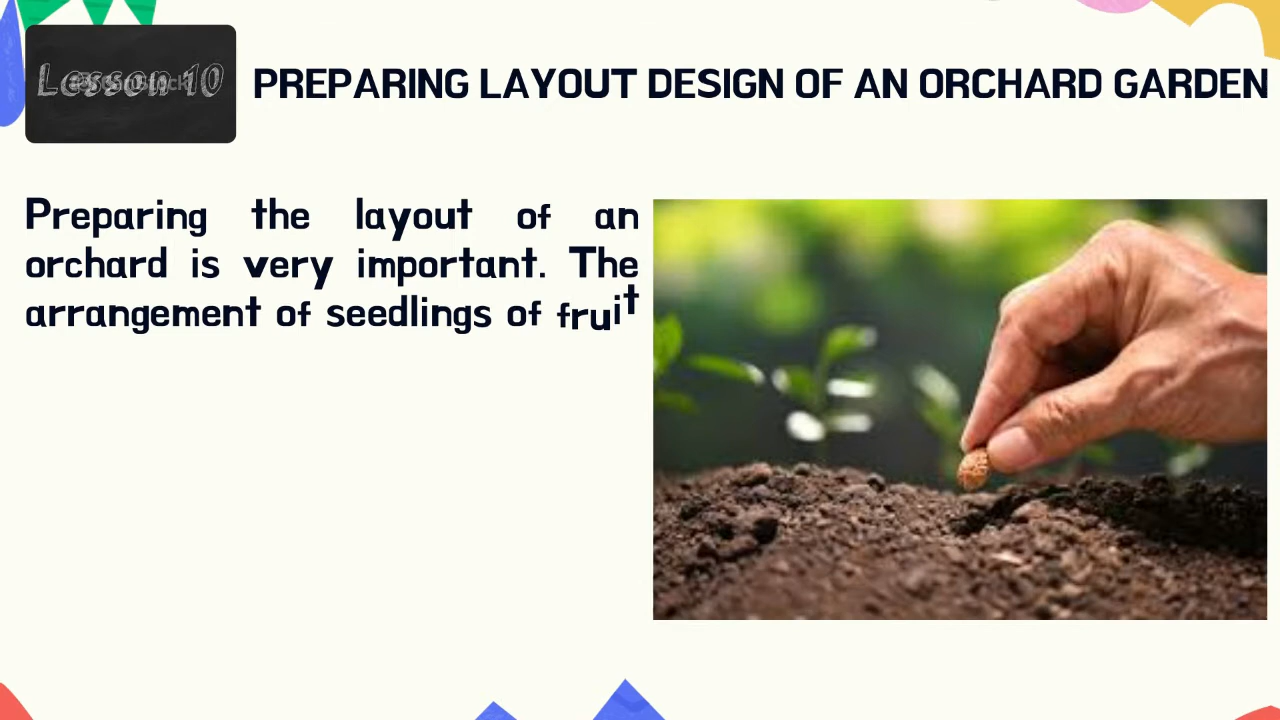 Lesson 10
PREPARING LAYOUT DESIGN OF AN ORCHARD GARDEN
Preparing the layout of an
orchard is very important. The
arrangement of seedlings of fruit